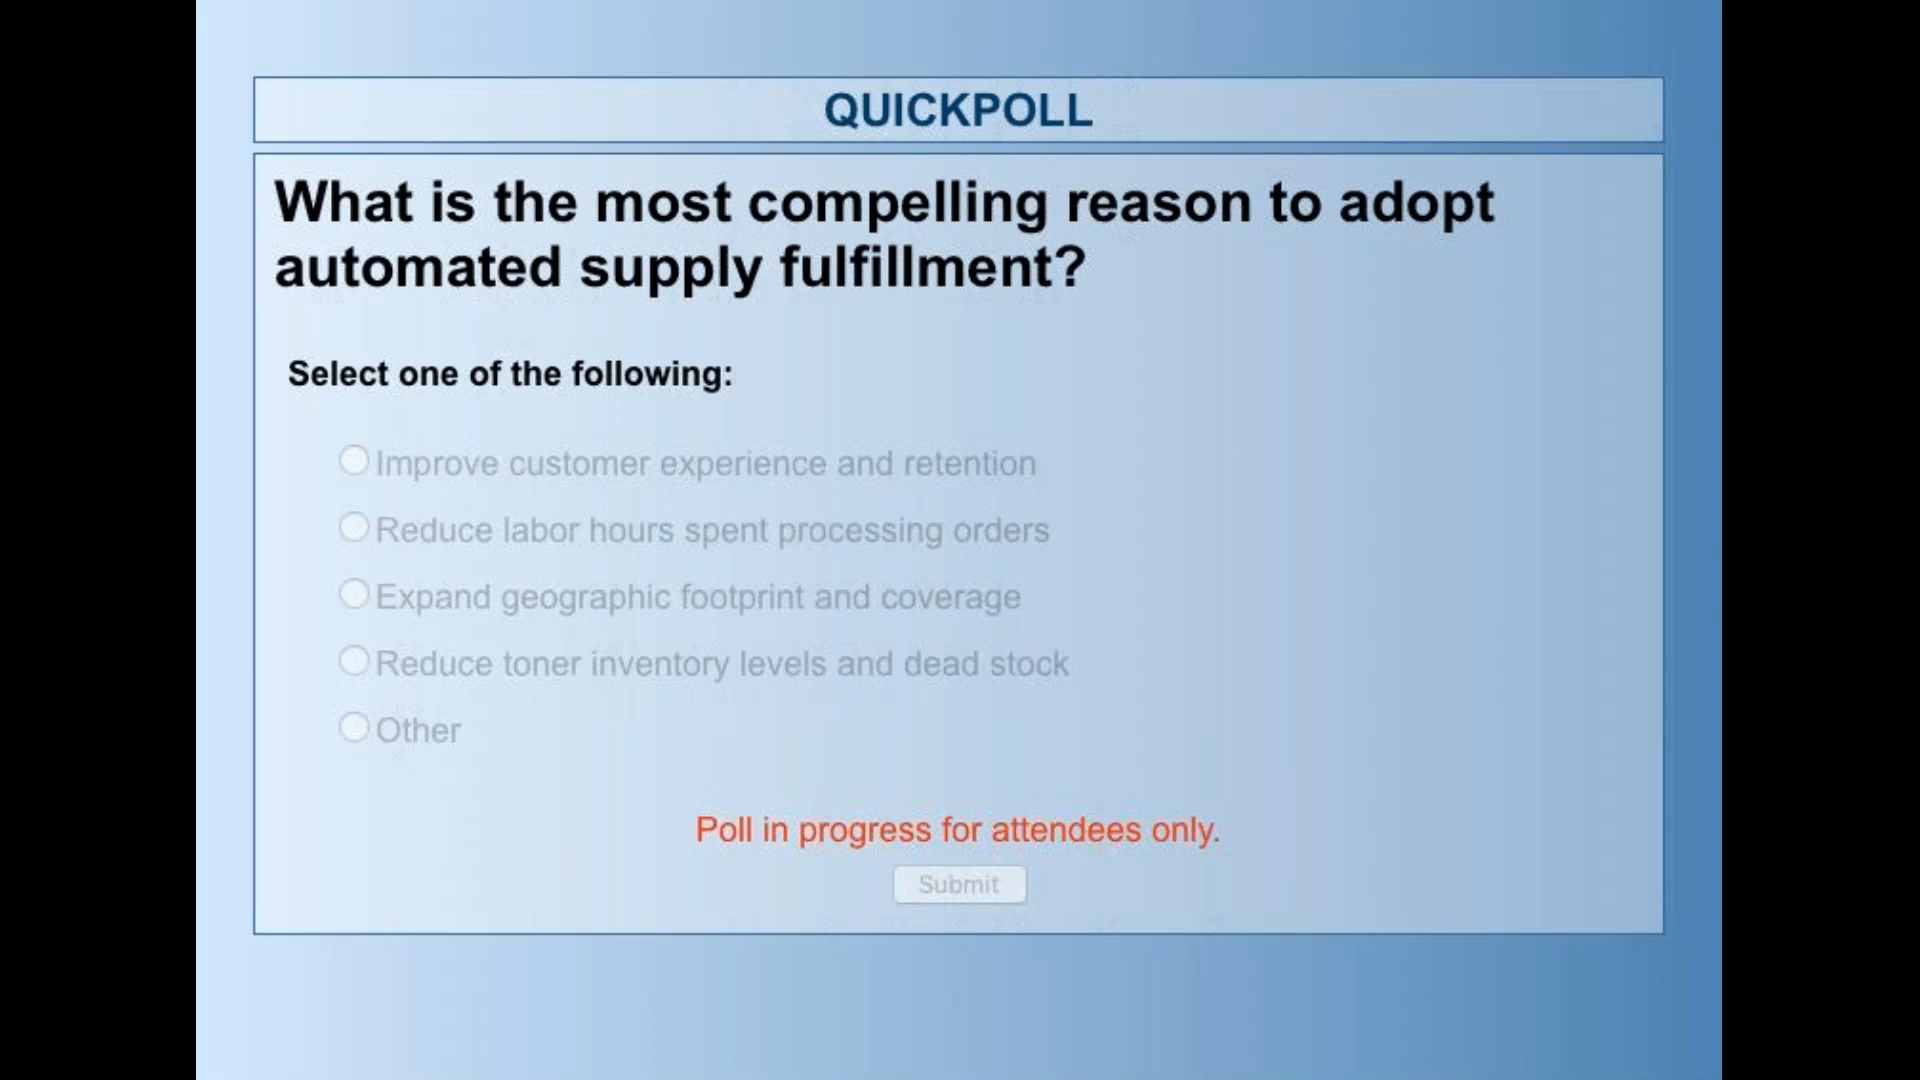 QUICKPOLL
What is the most compelling reason to adopt
automated supply fulfillment?
Select one of the following:
Improve customer experience and retention
Reduce labor hours spent processing orders
Expand geographic footprint and coverage
Reduce toner inventory levels and dead stock
Other
Poll in progress for attendees only.
Submit